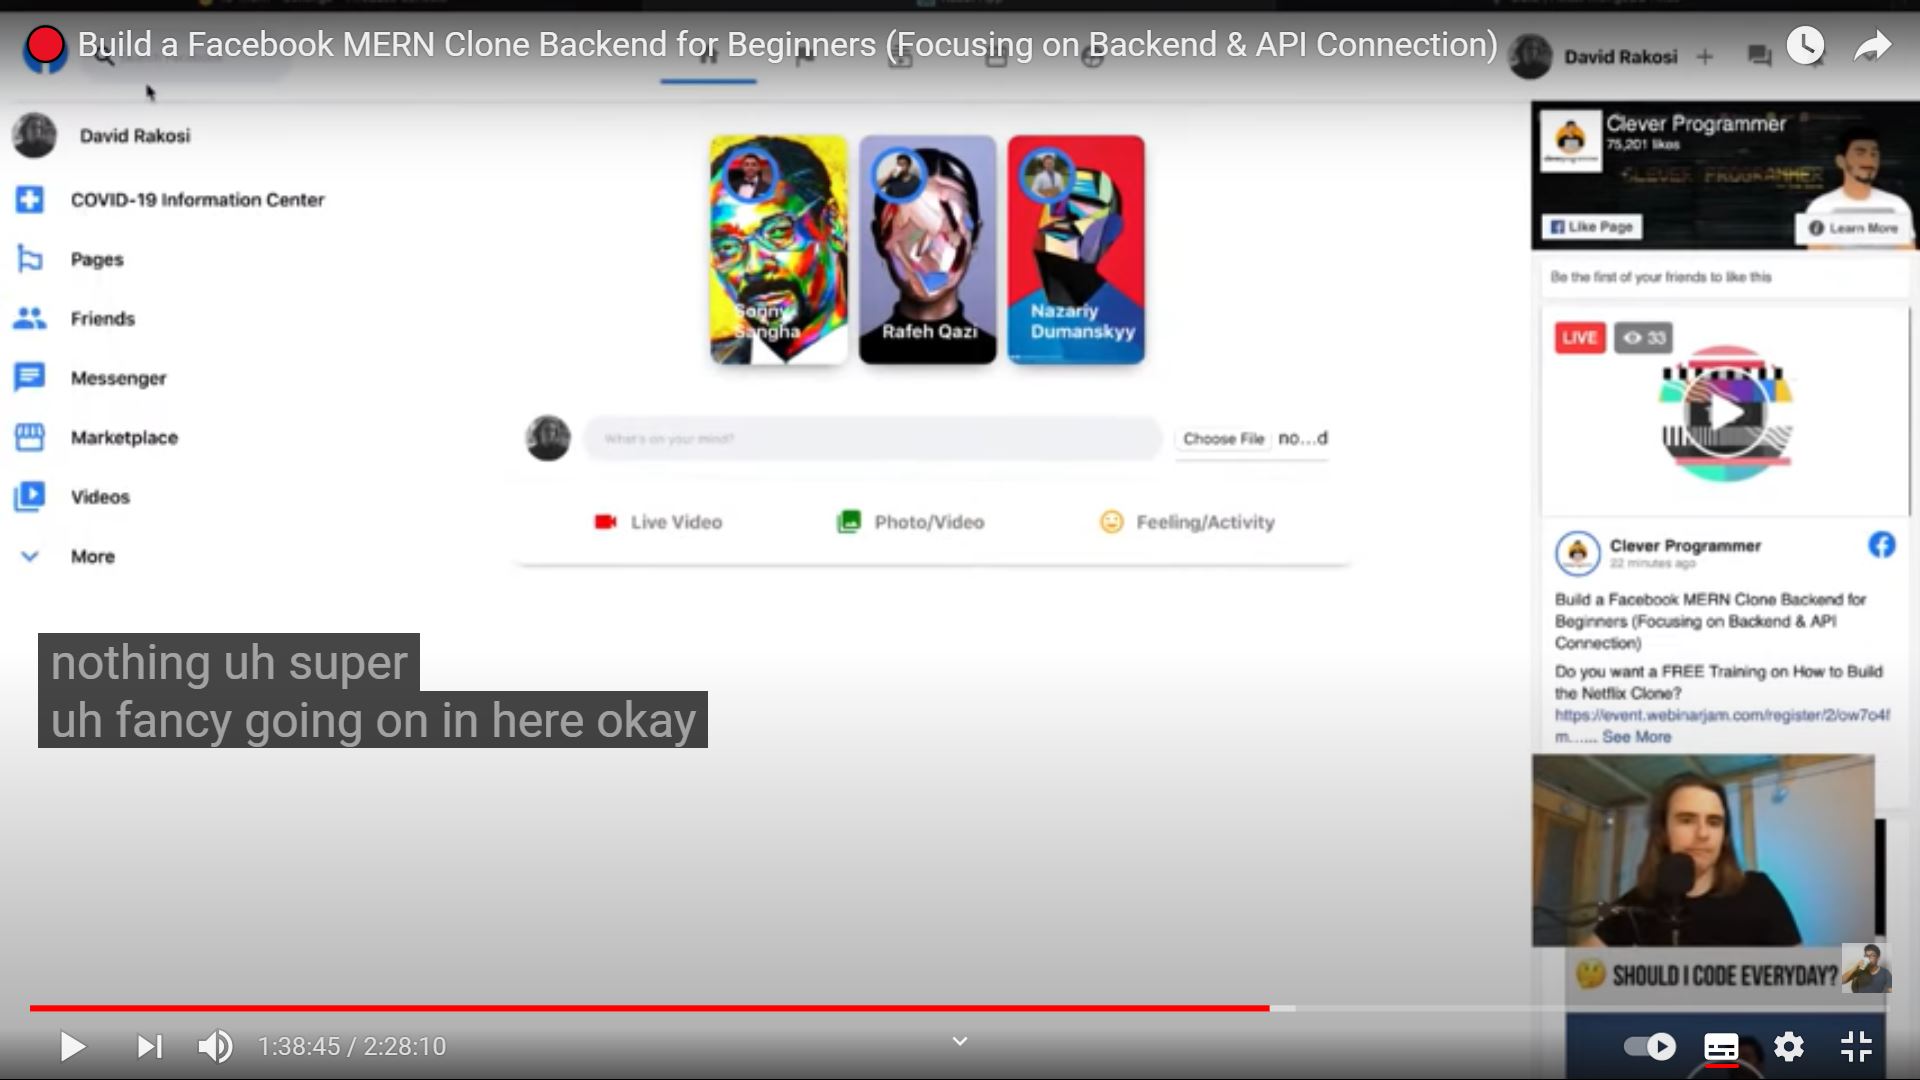 Build a Facebook MERN Clone Backend for Beginners (Focusing on Backend & API Connection)
David Rakosi
David Rakosi
COVID-19 Information Center
Pages
Friends
Messenger
Marketplace
Videos
More
Sonny
Sangha
Rafeh Qazi
Nazariy
Dumanskyy
What's on your mind?
Choose File no...d
Live Video
Photo/Video
Feeling/Activity
Clever Programmer
75,201 likes
CLEVER PROGRAMMER
Like Page
Learn More
Be the first of your friends to like this
LIVE
33
Clever Programmer
22 minutes ago
Build a Facebook MERN Clone Backend for
Beginners (Focusing on Backend & API
Connection)
Do you want a FREE Training on How to Build
the Netflix Clone?
https://event.webinarjam.com/register/2/ow7o4f
m...... See More
SHOULD I CODE EVERYDAY?
nothing uh super
uh fancy going on in here okay
1:38:45 / 2:28:10